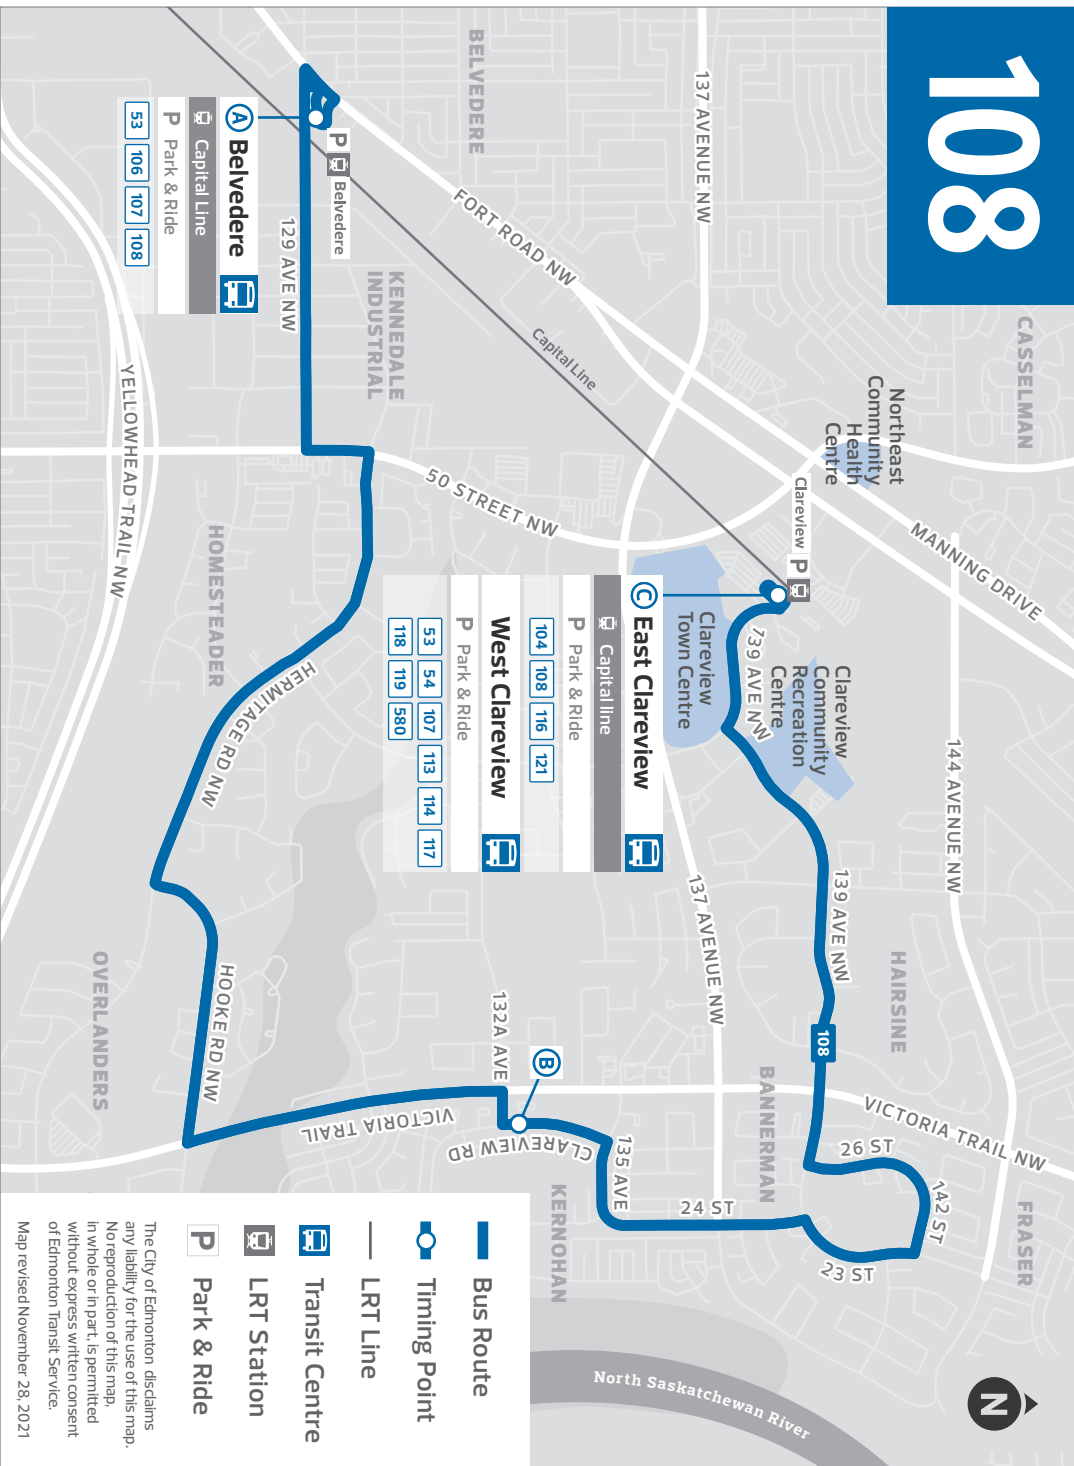 108
CASSELMAN
BELVEDERE
137 AVENUE NW
FORT ROAD NW
Northeast
Community
Health
Centre
MANNING DRIVE
Clareview P
Capital Line
KENNEDALE
INDUSTRIAL
50 STREET NW
P Belvedere
A Belvedere
Capital Line
P Park & Ride
53 106 107 108
129 AVE NW
YELLOWHEAD TRAIL NW
HOMESTEADER
HERMITAGE RD NW
Clareview
Town Centre
139 AVE NW
Clareview
Community
Recreation
Centre
144 AVENUE NW
C East Clareview
Capital line
P Park & Ride
104 108 116 121
West Clareview
P Park & Ride
53 54 107 113 114 117
118 119 580
139 AVE NW
137 AVENUE NW
HAIRSINE
108
OVERLANDERS
HOOKE RD NW
132A AVE
B
VICTORIA TRAIL
CLAREVIEW RD
135 AVE
BANNERMAN
VICTORIA TRAIL NW
26 ST
142 ST
24 ST
23 ST
KERNOHAN
FRASER
North Saskatchewan River
N
Bus Route
Timing Point
LRT Line
Transit Centre
LRT Station
P Park & Ride
The City of Edmonton disclaims
any liability for the use of this map.
No reproduction of this map,
in whole or in part, is permitted
without express written consent
of Edmonton Transit Service.
Map revised November 28, 2021